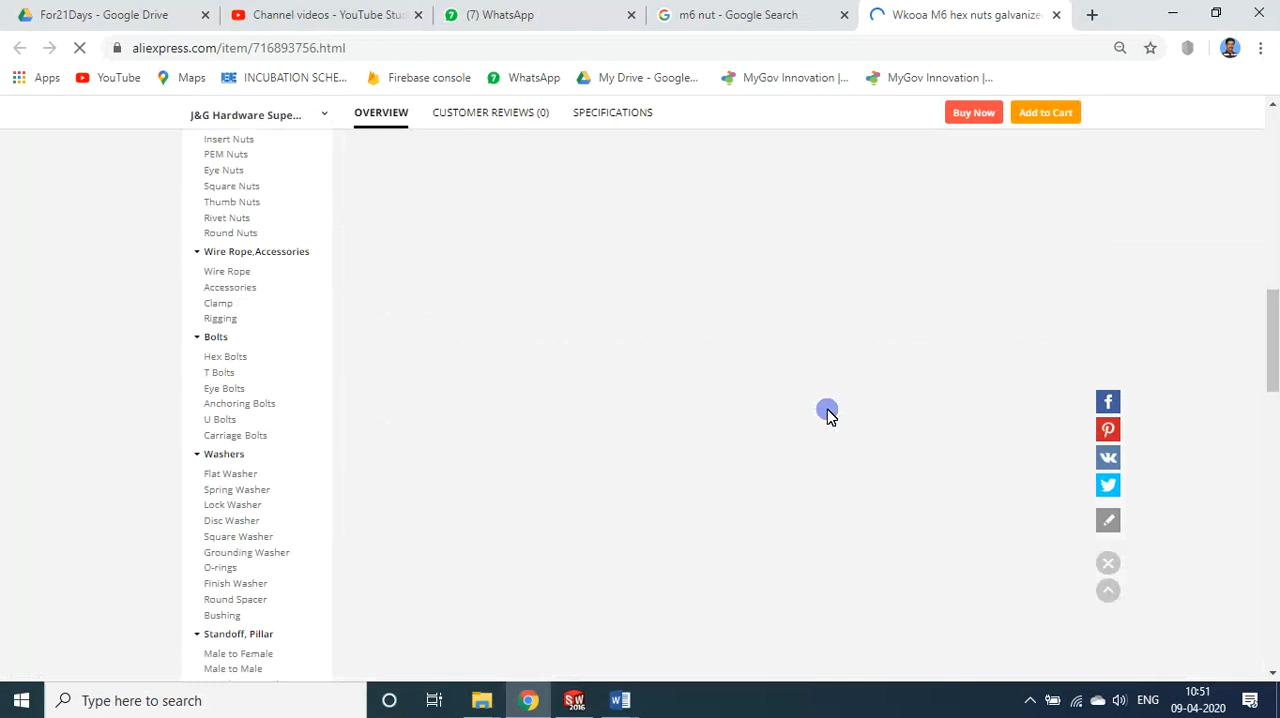 For21Days - Google Drive
Channel videos - YouTube Stu
(7) WhatsApp
m6 nut - Google Search
Wkooa M6 hex nuts galvanize
aliexpress.com/item/716893756.html
Apps
YouTube
Maps
INCUBATION SCHE...
Firebase console
WhatsApp
My Drive - Google...
MyGov Innovation |...
MyGov Innovation |...
J&G Hardware Supe...
OVERVIEW
CUSTOMER REVIEWS (0)
SPECIFICATIONS
Buy Now
Add to Cart
Insert Nuts
PEM Nuts
Eye Nuts
Square Nuts
Thumb Nuts
Rivet Nuts
Round Nuts
Wire Rope,Accessories
Wire Rope
Accessories
Clamp
Rigging
Bolts
Hex Bolts
T Bolts
Eye Bolts
Anchoring Bolts
U Bolts
Carriage Bolts
Washers
Flat Washer
Spring Washer
Lock Washer
Disc Washer
Square Washer
Grounding Washer
O-rings
Finish Washer
Round Spacer
Bushing
Standoff, Pillar
Male to Female
Male to Male
Type here to search
ENG
10:51
09-04-2020